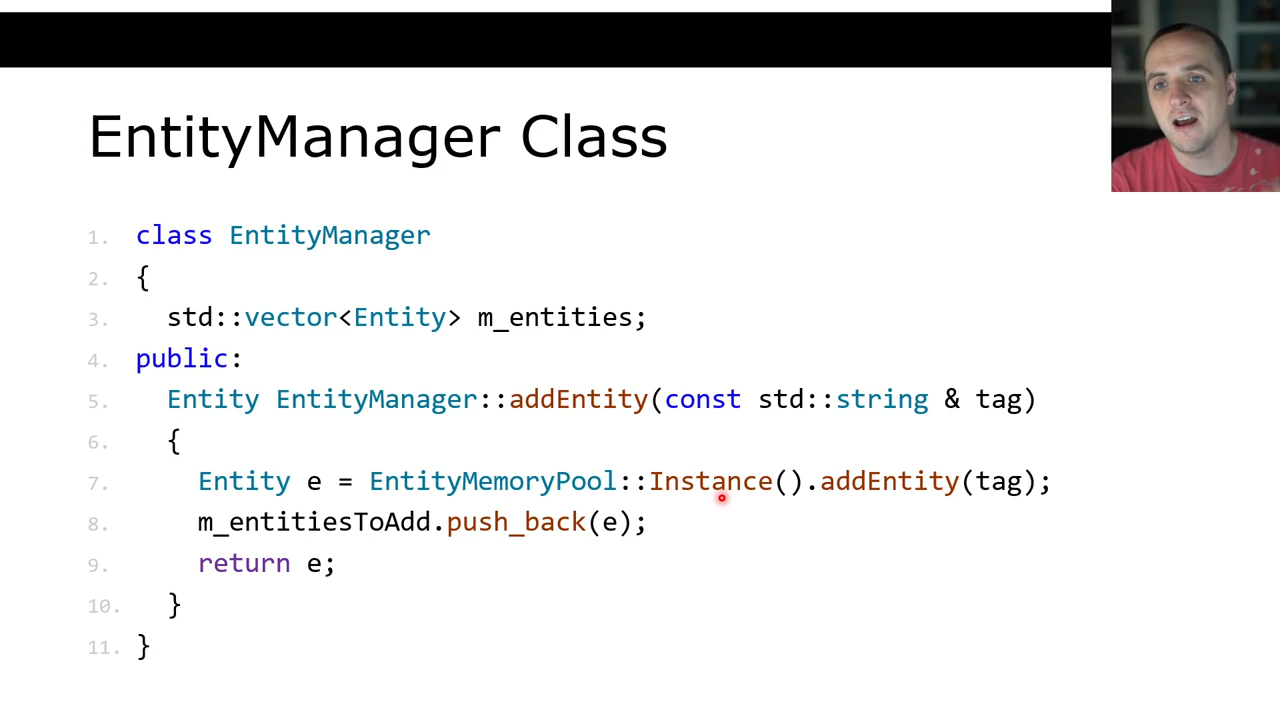 EntityManager Class
1. class EntityManager
2. {
3. std::vector<Entity> m_entities;
4. public:
5. Entity EntityManager::addEntity(const std::string & tag)
6. {
7. Entity e = EntityMemoryPool::Instance().addEntity(tag);
8. m_entitiesToAdd.push_back(e);
9. return e;
10. }
11. }